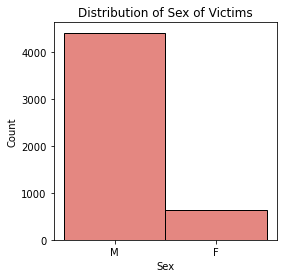 Distribution of Sex of Victims
4000
3000
2000
1000
0
Count
M F
Sex